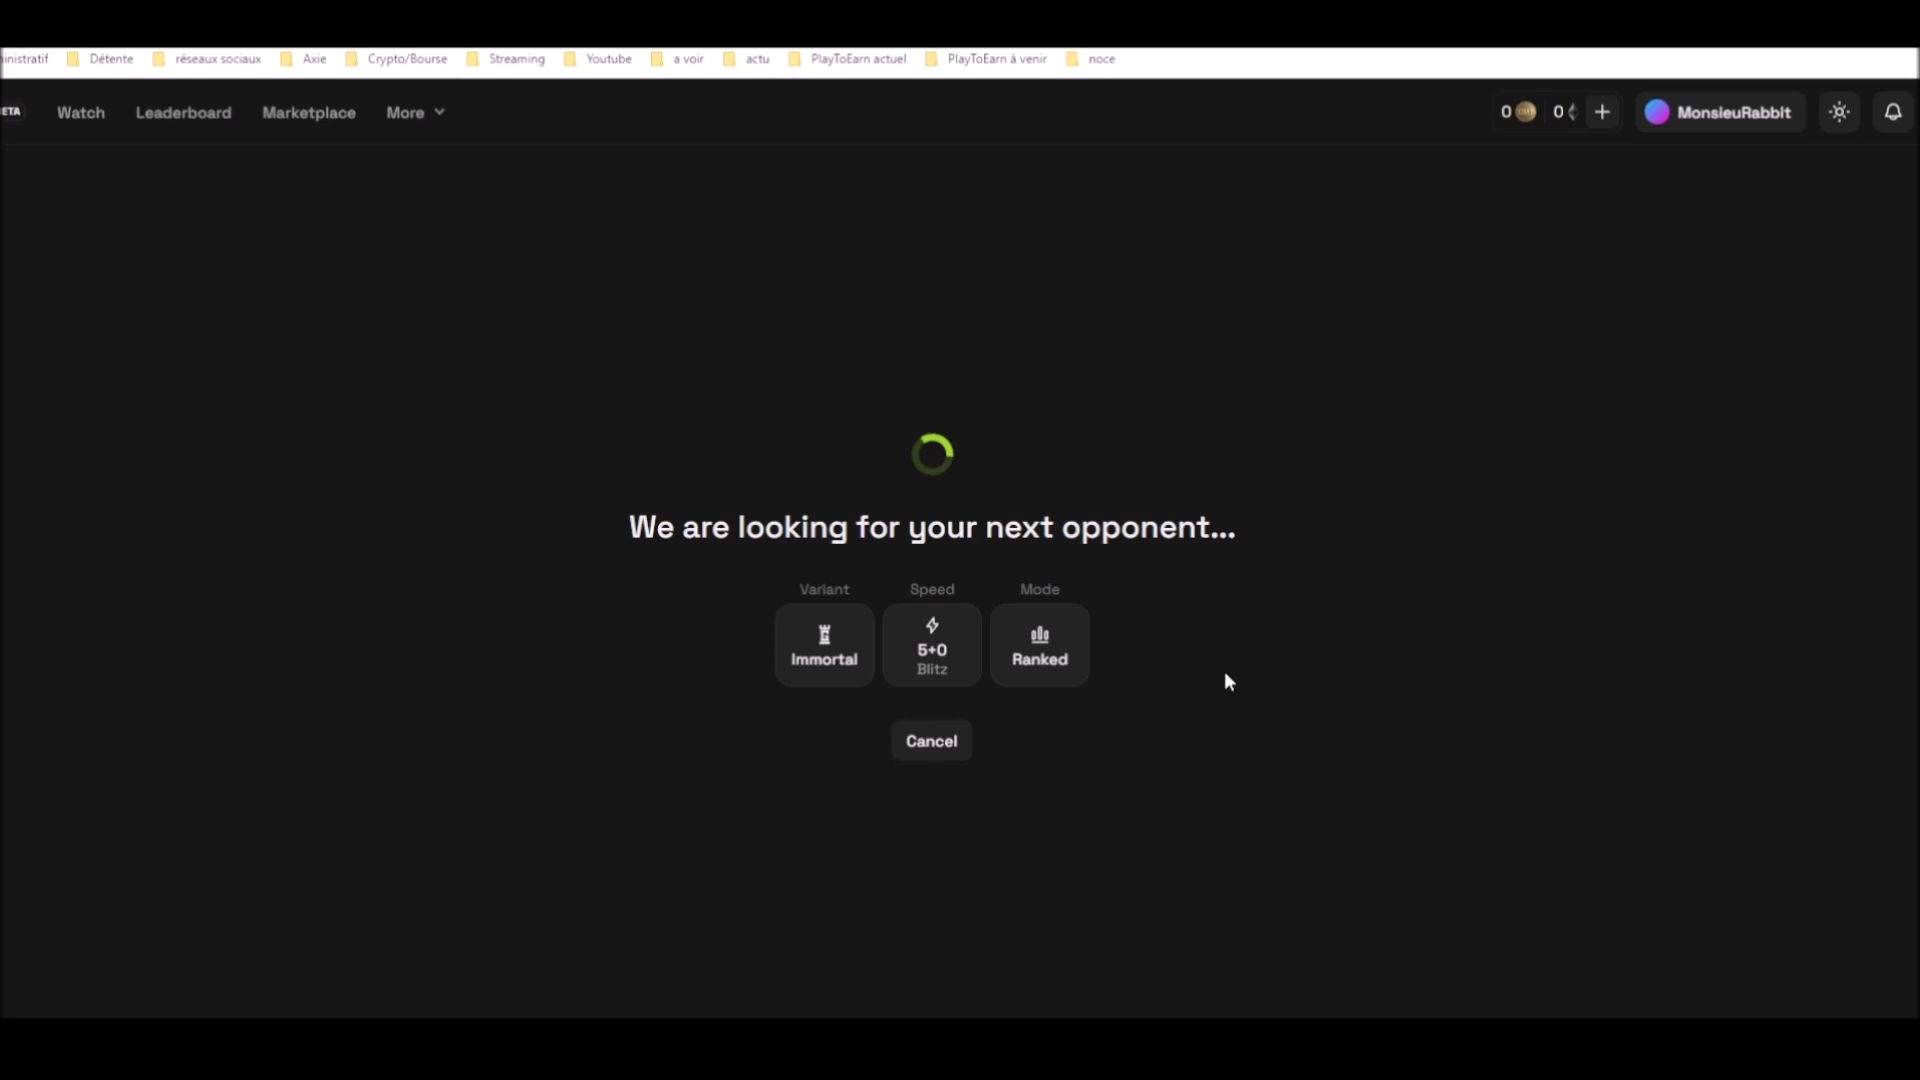 Détente réseaux sociaux Axie Crypto/Bourse Streaming Youtube a voir actu PlayToEarn actuel PlayToEarn à venir noce
Watch Leaderboard Marketplace More 0 0 MonsieuRabbit
We are looking for your next opponent...
Variant Speed Mode
Immortal 5+0 Blitz Ranked
Cancel